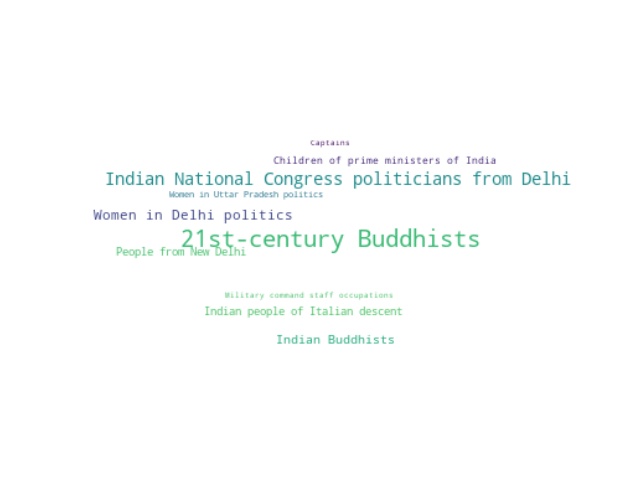 Captains
Children of prime ministers of India
Indian National Congress politicians from Delhi
Women in Uttar Pradesh politics
Women in Delhi politics
21st-century Buddhists
People from New Delhi
Military command staff occupations
Indian people of Italian descent
Indian Buddhists